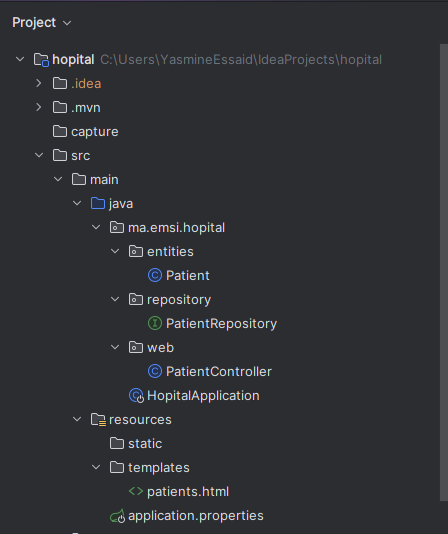 Project
hopital C:\Users\YasmineEssaid\IdeaProjects\hopital
.idea
.mvn
capture
src
main
java
ma.emsi.hopital
entities
Patient
repository
PatientRepository
web
PatientController
HopitalApplication
resources
static
templates
patients.html
application.properties